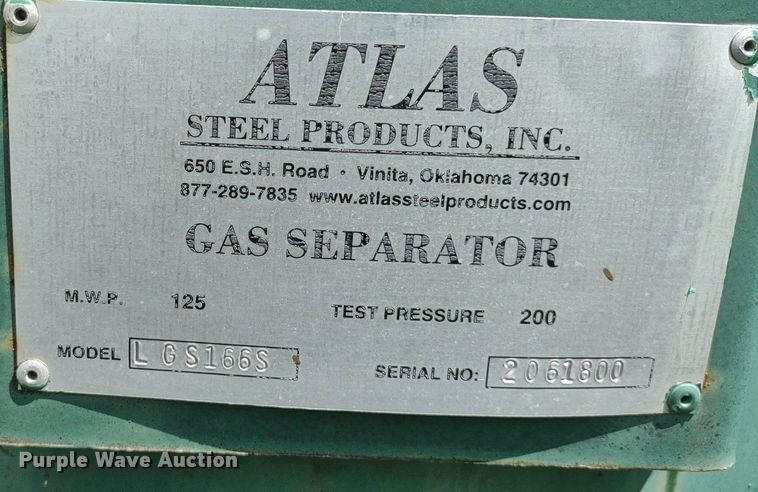 ATLAS
STEEL PRODUCTS, INC.
650 E.S.H. Road • Vinita, Oklahoma 74301
877-289-7835 www.atlassteelproducts.com
GAS SEPARATOR
M.W.P. 125 TEST PRESSURE 200
MODEL L GS166S SERIAL NO: 2061800
Purple Wave Auction